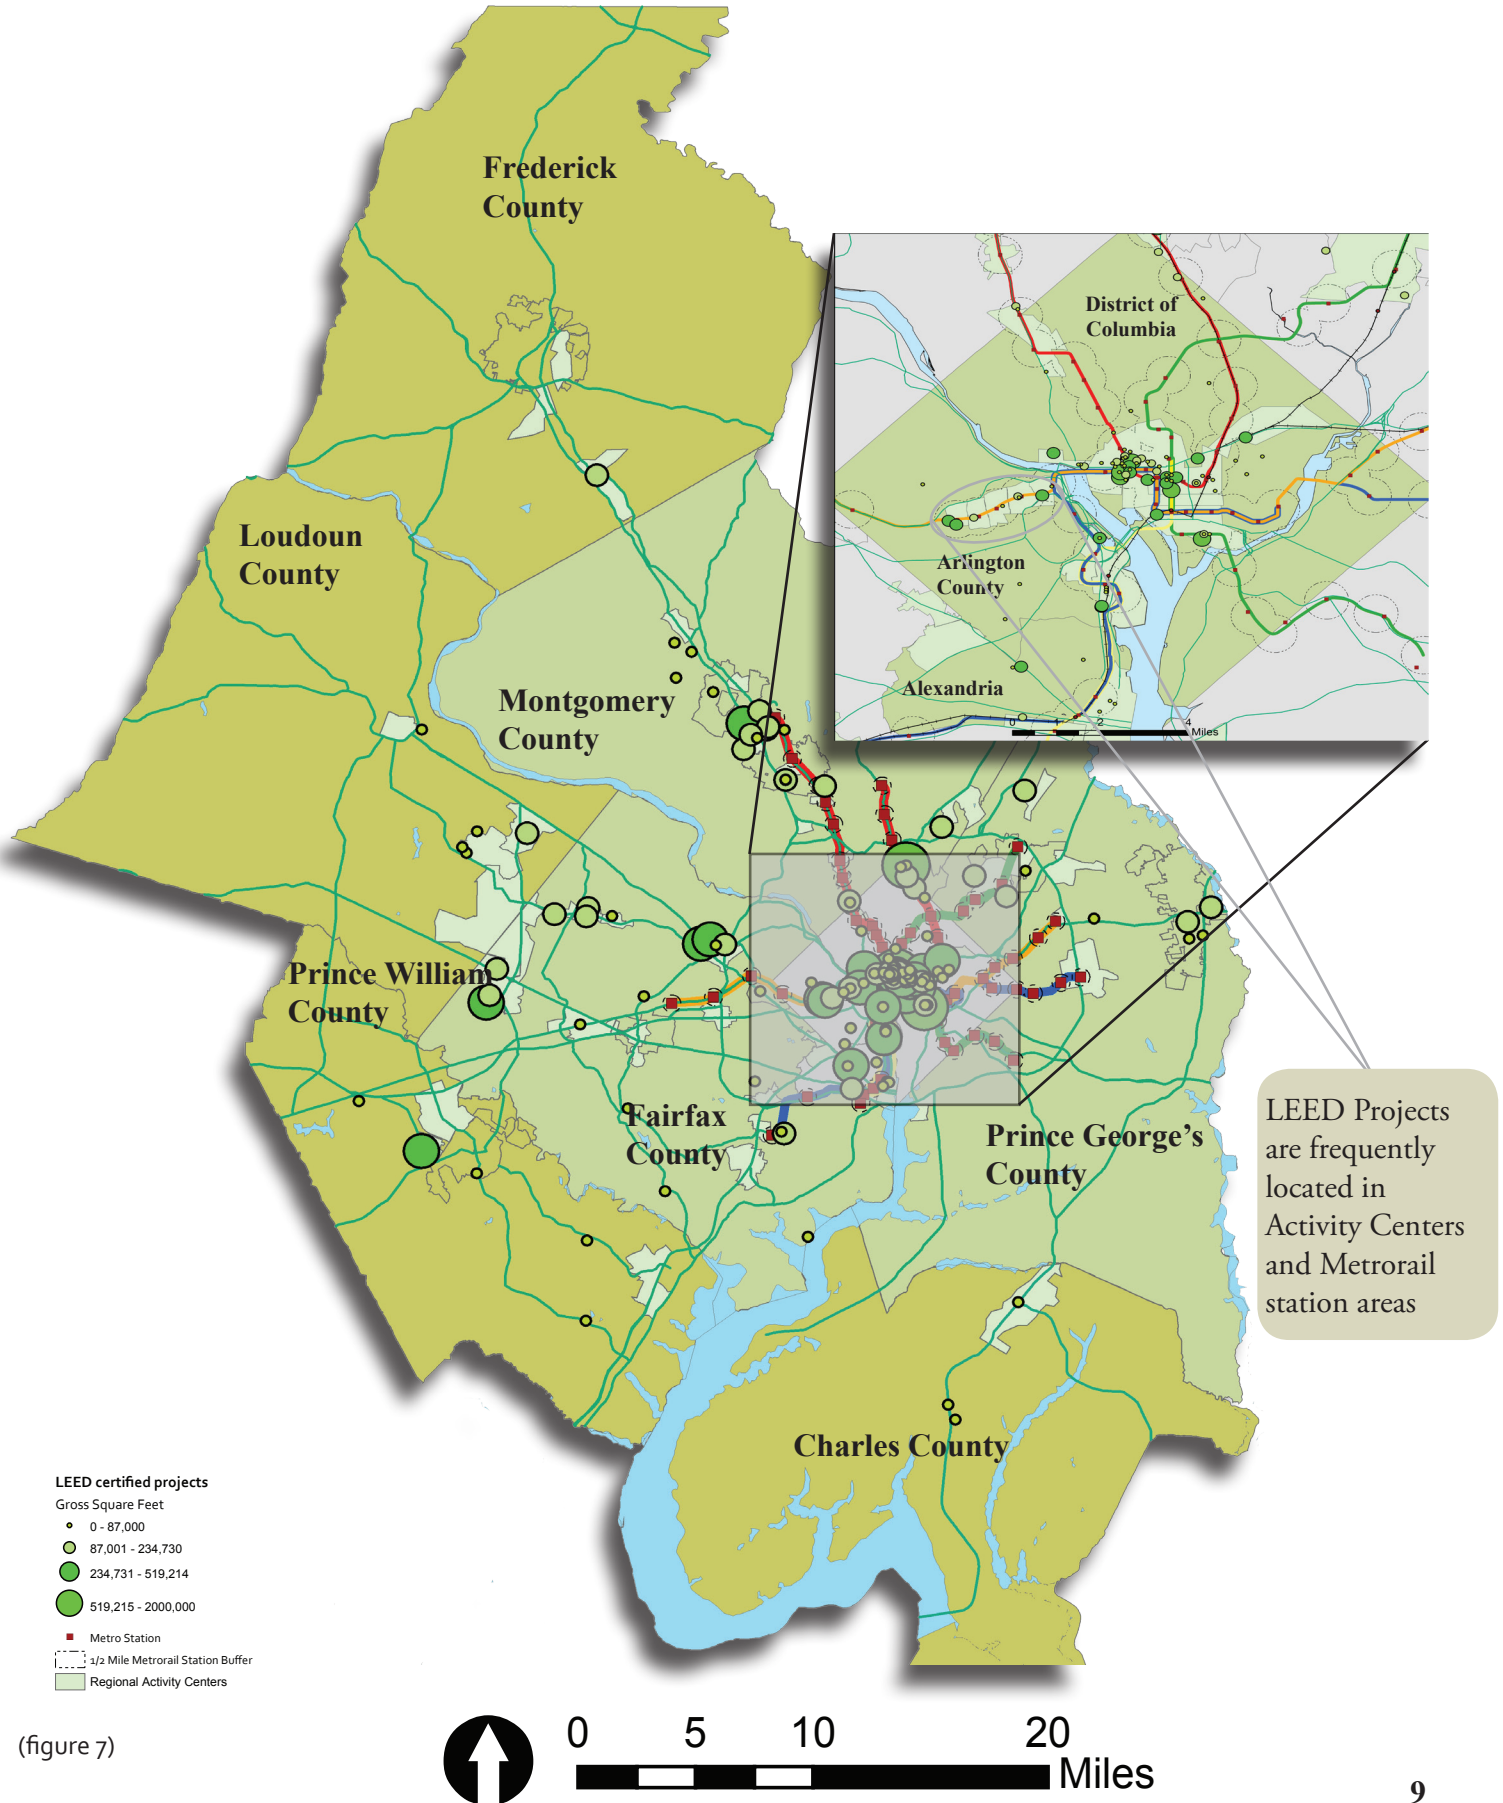 Frederick
County
District of
Columbia
Loudoun
County
Arlington
County
Montgomery
County
Alexandria
0
2
4
Miles
Prince William
County
Fairfax
County
Prince George's
County
LEED Projects
are frequently
located in
Activity Centers
and Metrorail
station areas
Charles County
LEED certified projects
Gross Square Feet
0 - 87,000
87,001 - 234,730
234,731 - 519,214
519,215 - 2000,000
Metro Station
1/2 Mile Metrorail Station Buffer
Regional Activity Centers
(figure 7)
0 5 10 20
Miles
9